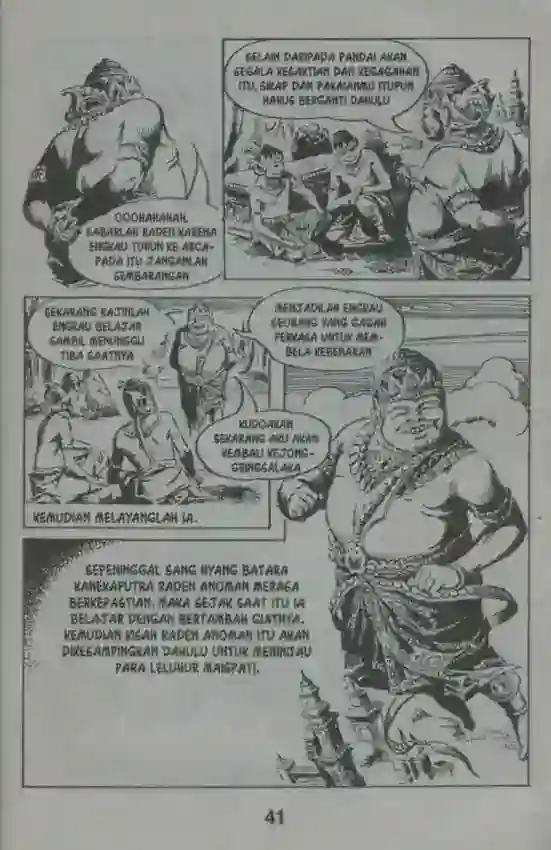 OOOHAHAHAH,
SABARLAH RADEN KARENA
ENGKAU TURUN KE ARCA-
PADA ITU JANGANLAH
SEMBARANGAN
SELAIN DARIPADA PANDAI AKAN
SEGALA KESAKTIAN DAN KEGAGAHAN
ITU, SIKAP DAN PAKAIANMU ITUPUN
HARUS BERGANTI DAHULU
SEKARANG RAJINLAH
ENGKAU BELAJAR
SAMBIL MENUNGGU
TIBA SAATNYA
MENJADILAH ENGKAU
SEORANG YANG GAGAH
PERKASA UNTUK MEM-
BELA KEBENARAN
KUDOAKAN
SEKARANG AKU AKAN
KEMBALI KEJONG-
GRINGSALAKA
KEMUDIAN MELAYANGLAH IA.
SEPENINGGAL SANG HYANG BATARA
KANEKAPUTRA RADEN ANOMAN MERASA
BERKEPASTIAN, MAKA SEJAK SAAT ITU IA
BELAJAR DENGAN BERTAMBAH GIATNYA.
KEMUDIAN KISAH RADEN ANOMAN ITU AKAN
DIKESAMPINGKAN DAHULU UNTUK MENINJAU
PARA LELUHUR MAISPATI.
41